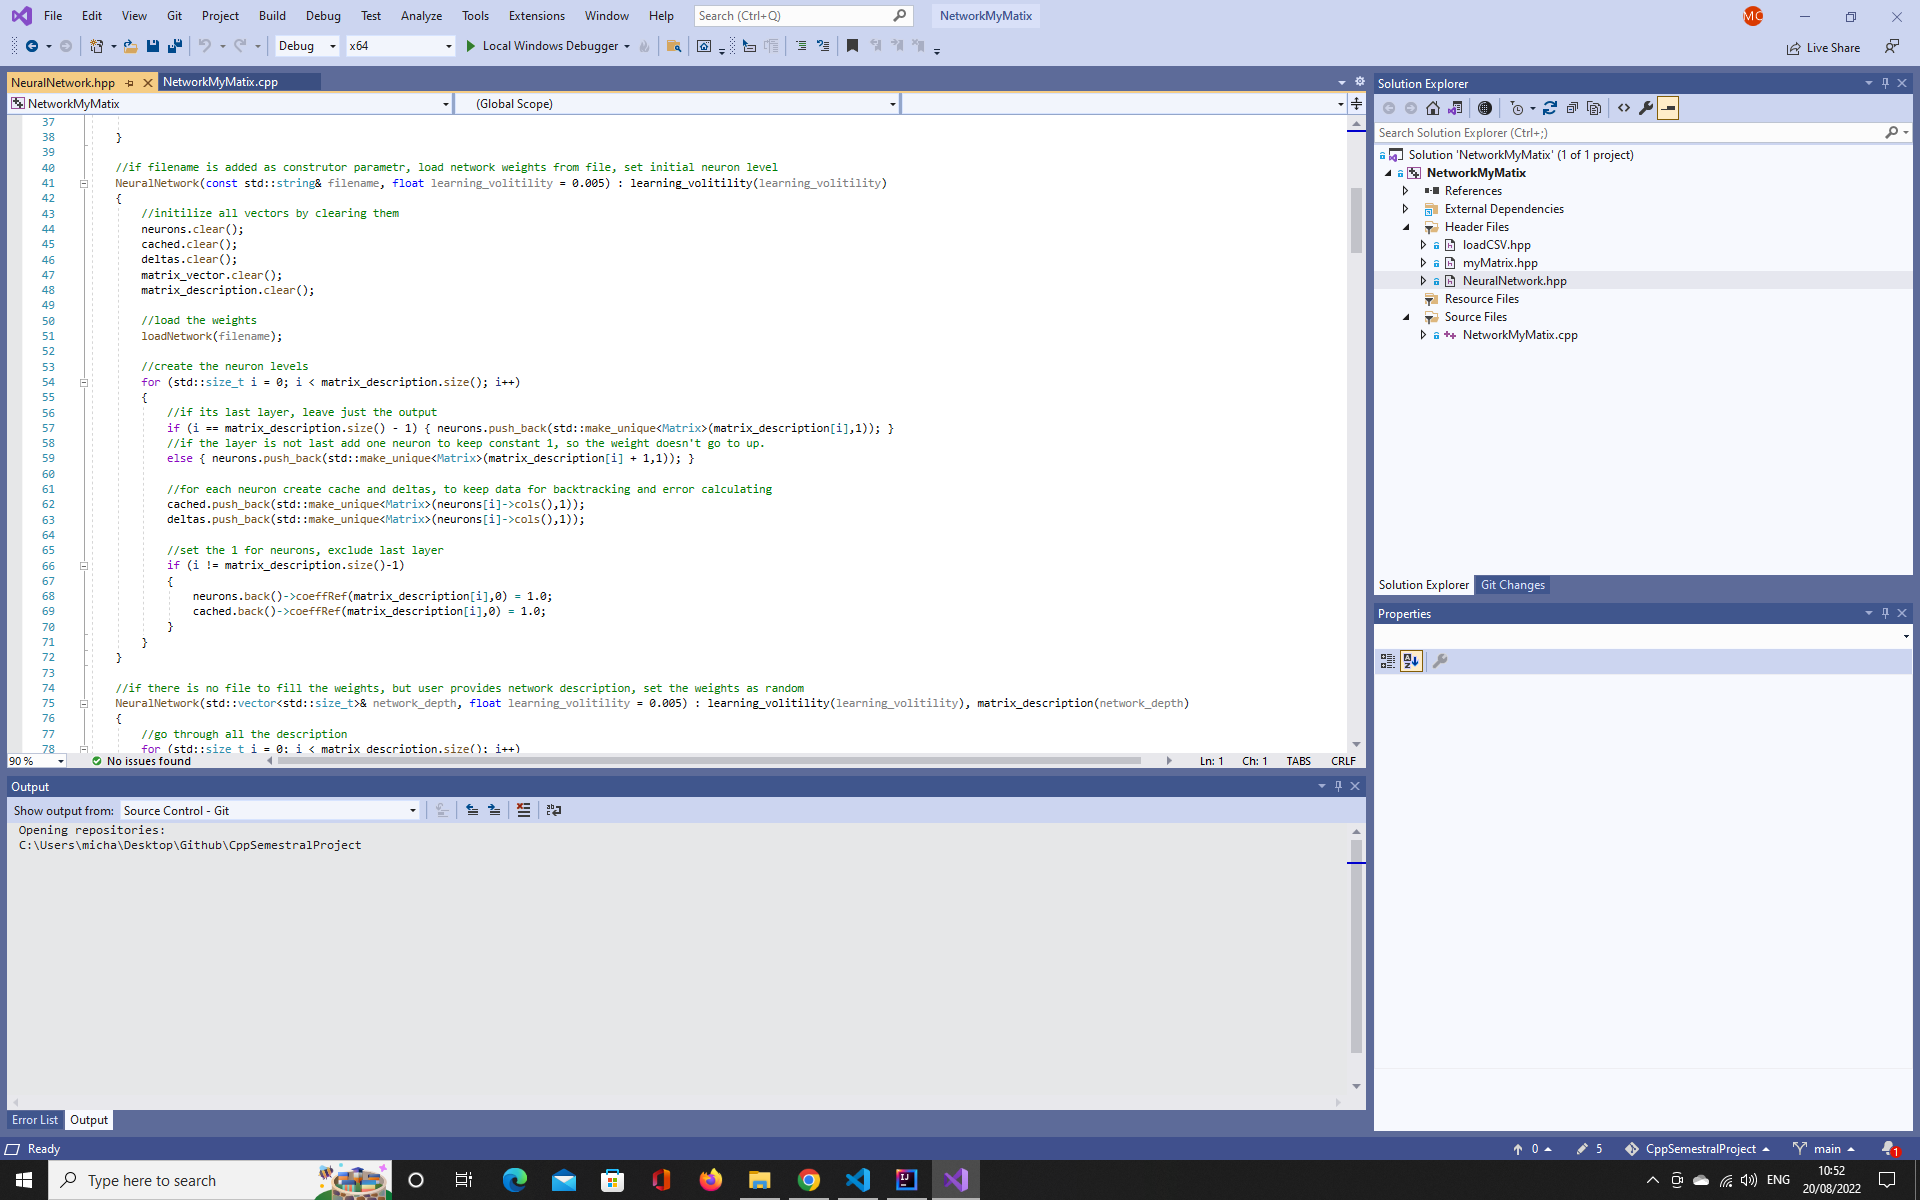 File Edit View Git Project Build Debug Test Analyze Tools Extensions Window Help Search (Ctrl+Q) NetworkMyMatix MC
Debug x64 Local Windows Debugger Live Share
NeuralNetwork.hpp NetworkMyMatix.cpp
NetworkMyMatix (Global Scope)
37
38 }
39
40 //if filename is added as construtor parametr, load network weights from file, set initial neuron level
41 NeuralNetwork(const std::string& filename, float learning_volitility = 0.005) : learning_volitility(learning_volitility)
42 {
43 //initilize all vectors by clearing them
44 neurons.clear();
45 cached.clear();
46 deltas.clear();
47 matrix_vector.clear();
48 matrix_description.clear();
49
50 //load the weights
51 loadNetwork(filename);
52
53 //create the neuron levels
54 for (std::size_t i = 0; i < matrix_description.size(); i++)
55 {
56 //if its last layer, leave just the output
57 if (i == matrix_description.size() - 1) { neurons.push_back(std::make_unique<Matrix>(matrix_description[i],1)); }
58 //if the layer is not last add one neuron to keep constant 1, so the weight doesn't go to up.
59 else { neurons.push_back(std::make_unique<Matrix>(matrix_description[i] + 1,1)); }
60
61 //for each neuron create cache and deltas, to keep data for backtracking and error calculating
62 cached.push_back(std::make_unique<Matrix>(neurons[i]->cols(),1));
63 deltas.push_back(std::make_unique<Matrix>(neurons[i]->cols(),1));
64
65 //set the 1 for neurons, exclude last layer
66 if (i != matrix_description.size()-1)
67 {
68 neurons.back()->coeffRef(matrix_description[i],0) = 1.0;
69 cached.back()->coeffRef(matrix_description[i],0) = 1.0;
70 }
71 }
72 }
73
74 //if there is no file to fill the weights, but user provides network description, set the weights as random
75 NeuralNetwork(std::vector<std::size_t>& network_depth, float learning_volitility = 0.005) : learning_volitility(learning_volitility), matrix_description(network_depth)
76 {
77 //go through all the description
78 for (std::size_t i = 0; i < matrix_description.size(); i++)
90 % No issues found Ln: 1 Ch: 1 TABS CRLF
Output
Show output from: Source Control - Git
Opening repositories:
C:\Users\micha\Desktop\Github\CppSemestralProject
Error List Output
Solution Explorer
Search Solution Explorer (Ctrl+;)
Solution 'NetworkMyMatix' (1 of 1 project)
NetworkMyMatix
References
External Dependencies
Header Files
loadCSV.hpp
myMatrix.hpp
NeuralNetwork.hpp
Resource Files
Source Files
NetworkMyMatix.cpp
Solution Explorer Git Changes
Properties
Ready 0 5 CppSemestralProject main 1
Type here to search ENG 10:52
20/08/2022